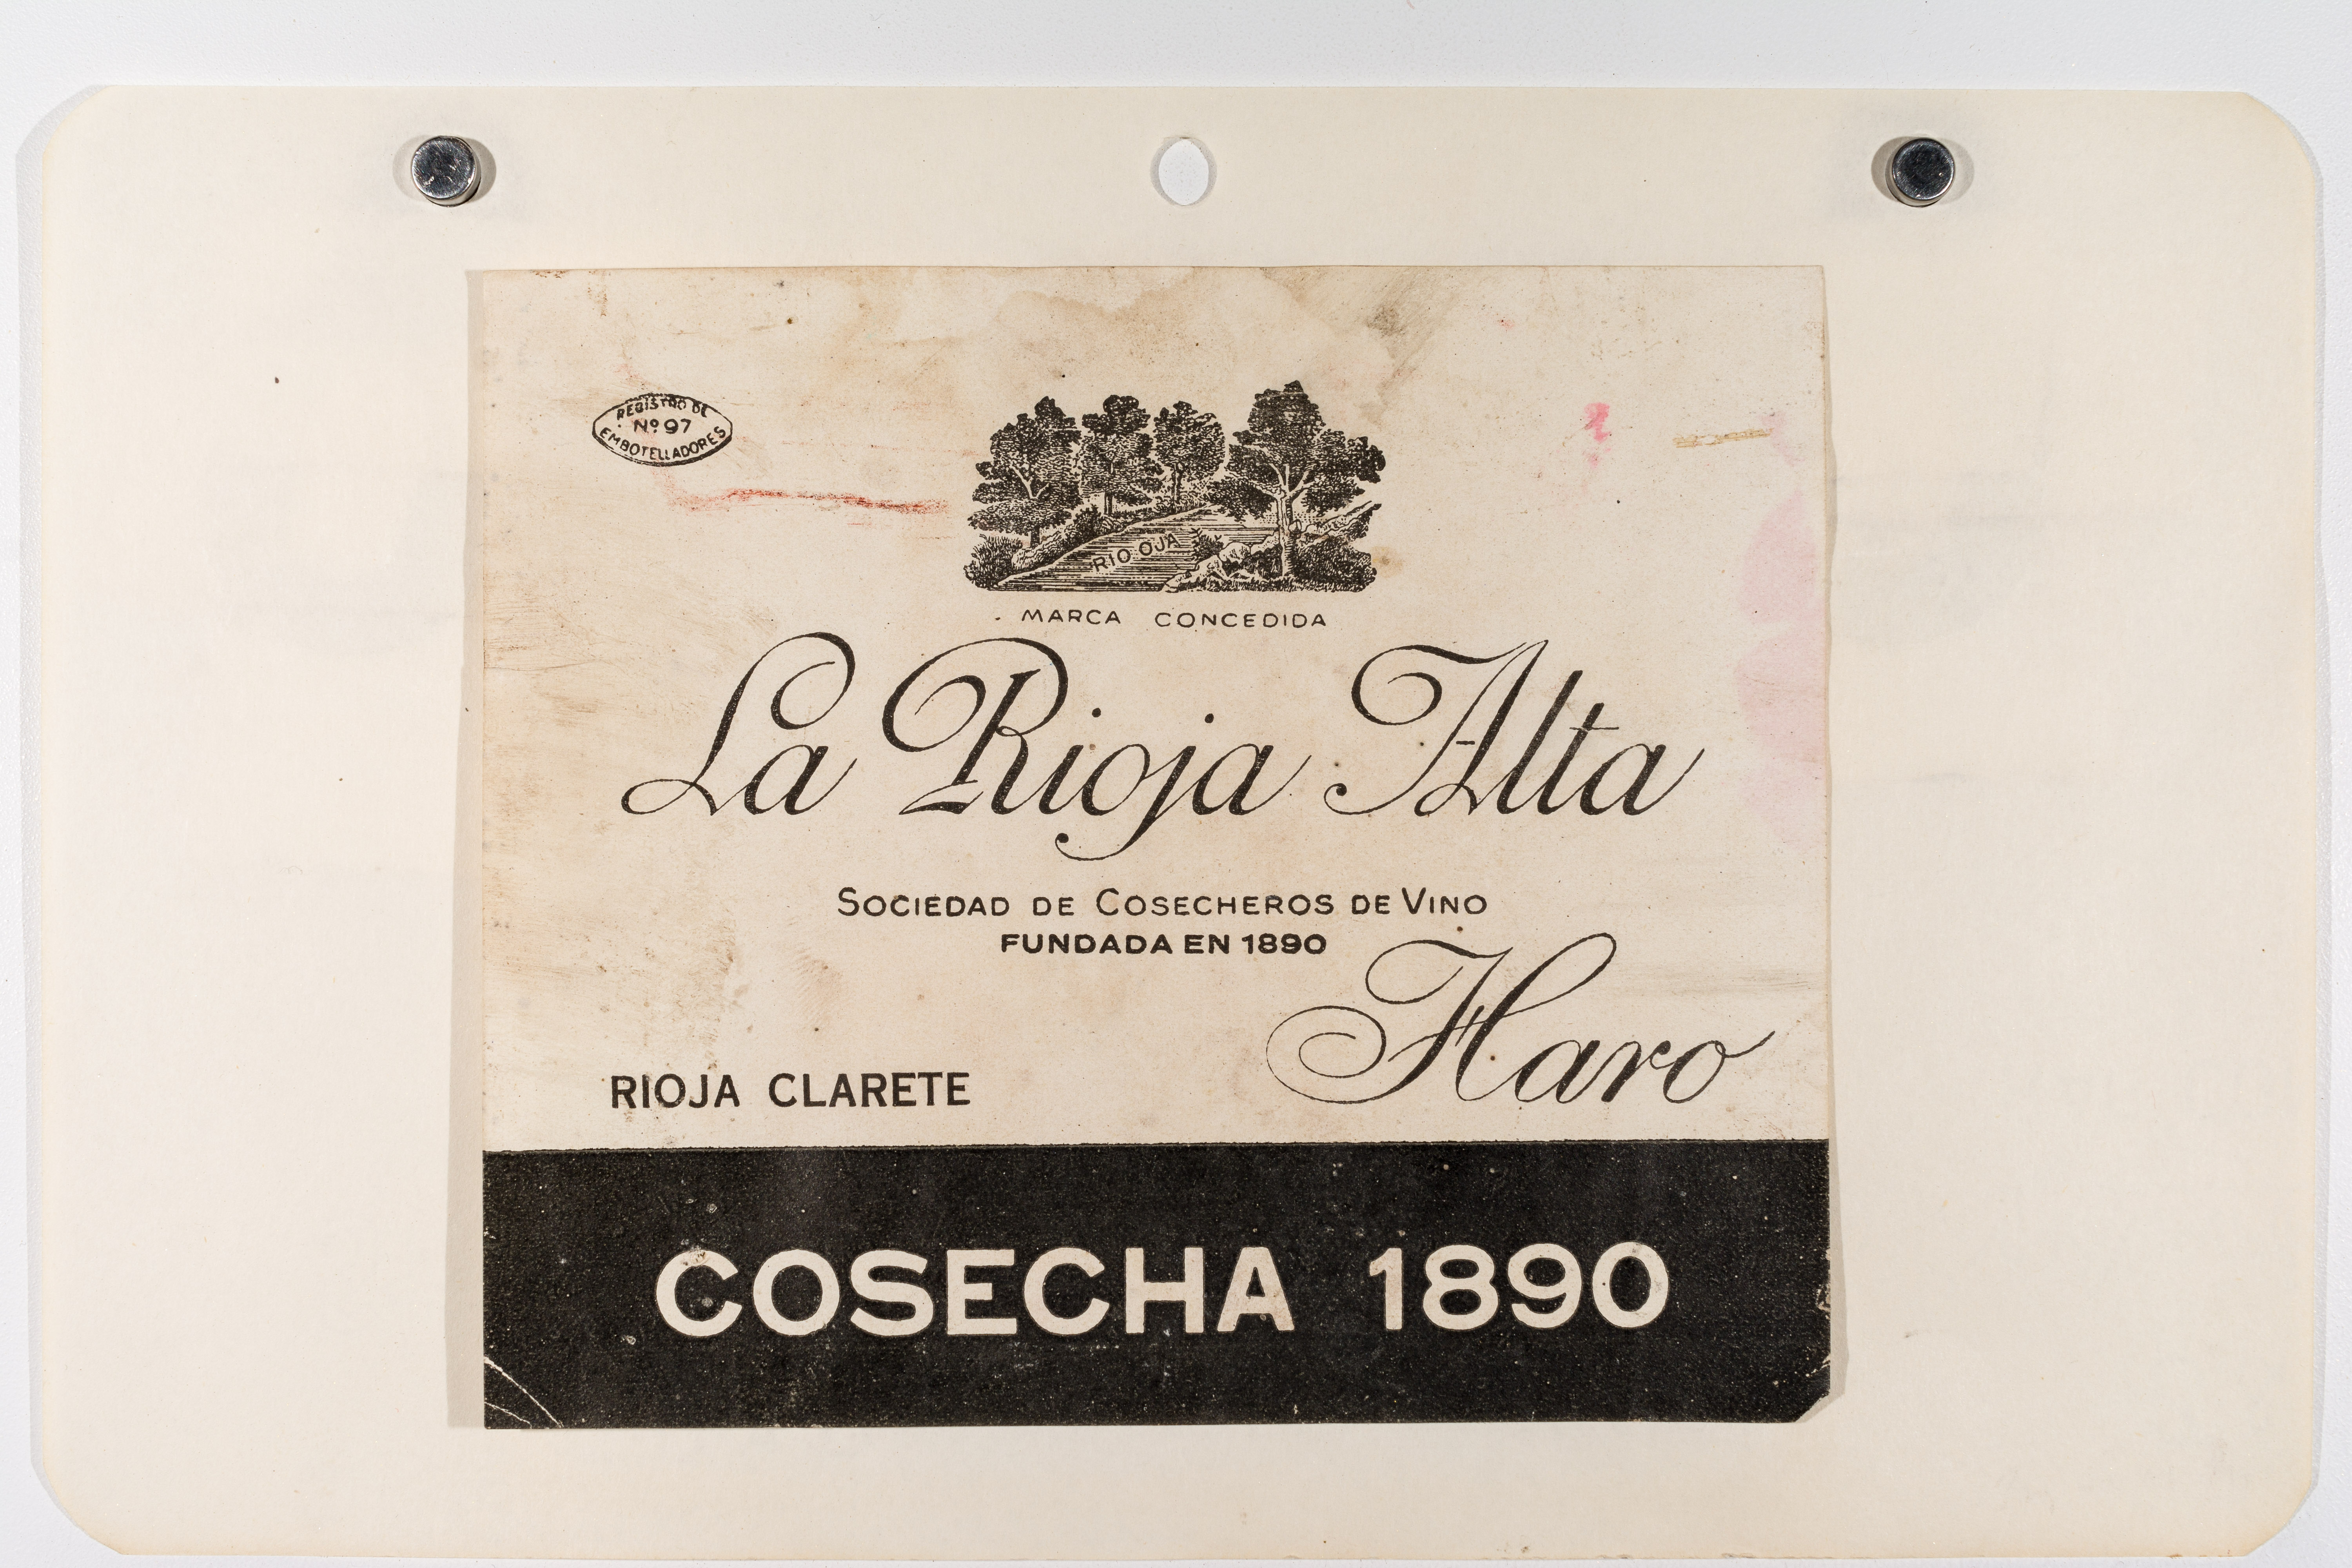 REGISTRO DE
Nº 97
EMBOTELLADORES
RIO OJA
MARCA CONCEDIDA
La Rioja Alta
SOCIEDAD DE COSECHEROS DE VINO
FUNDADA EN 1890
Haro
RIOJA CLARETE
COSECHA 1890